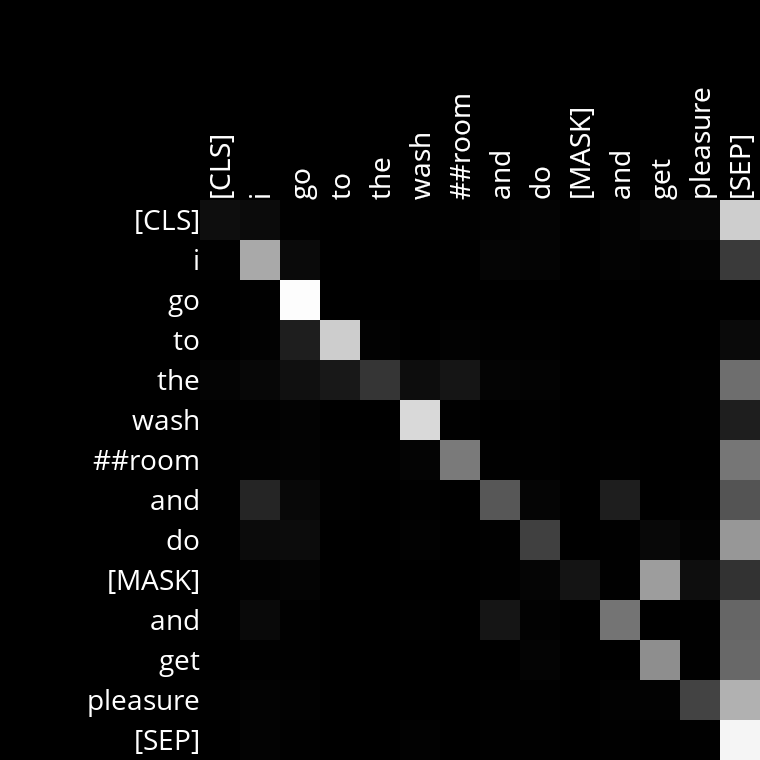 [CLS] i go to the wash ##room and do [MASK] and get pleasure [SEP]
[CLS]
i
go
to
the
wash
##room
and
do
[MASK]
and
get
pleasure
[SEP]